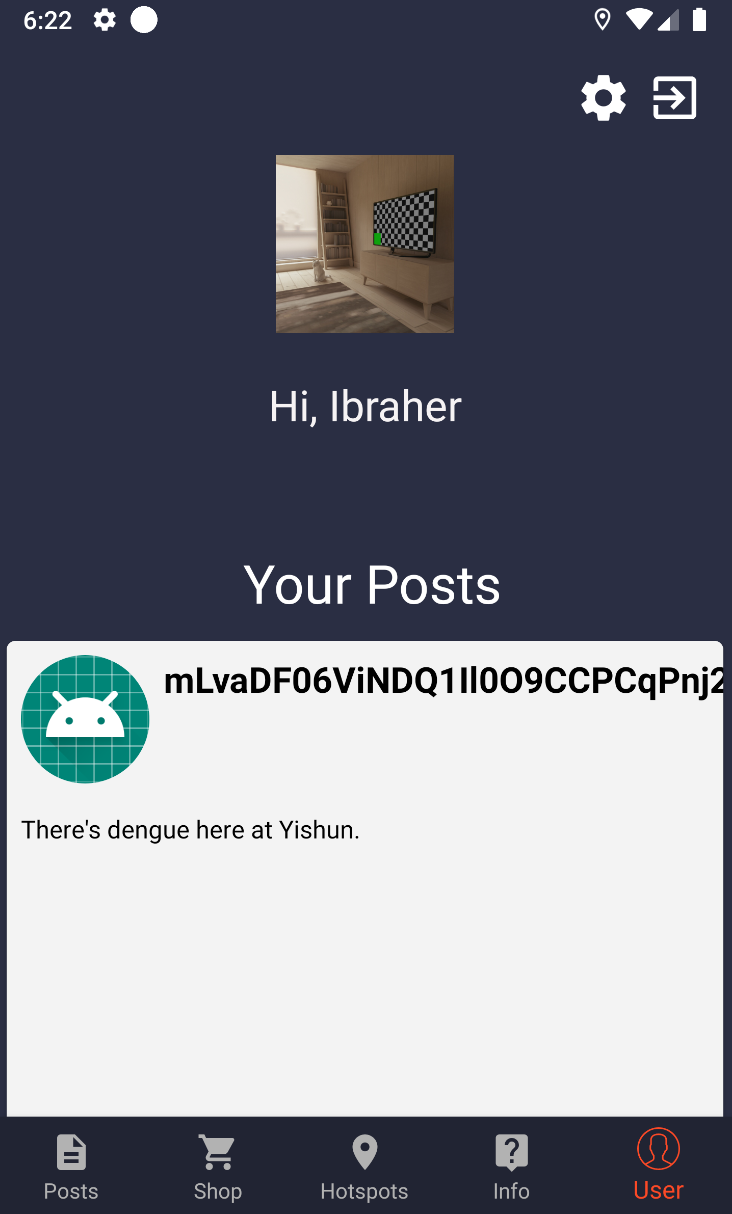 6:22
Hi, Ibraher
Your Posts
mLvaDF06ViNDQ1Il0O9CCPCqPnj2
There's dengue here at Yishun.
Posts
Shop
Hotspots
Info
User